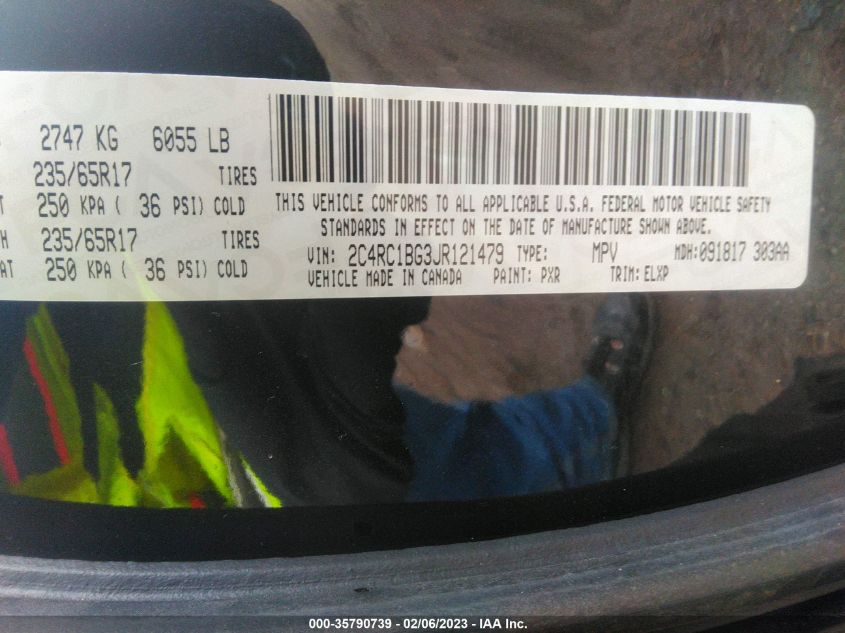 2747 KG 6055 LB
235/65R17 TIRES
250 KPA ( 36 PSI) COLD
235/65R17 TIRES
250 KPA ( 36 PSI) COLD
THIS VEHICLE CONFORMS TO ALL APPLICABLE U.S.A. FEDERAL MOTOR VEHICLE SAFETY
STANDARDS IN EFFECT ON THE DATE OF MANUFACTURE SHOWN ABOVE.
VIN: 2C4RC1BG3JR121479 TYPE: MPV MDH:091817 303AA
VEHICLE MADE IN CANADA PAINT: PXR TRIM: ELXP
000-35790739 - 02/06/2023 - IAA Inc.